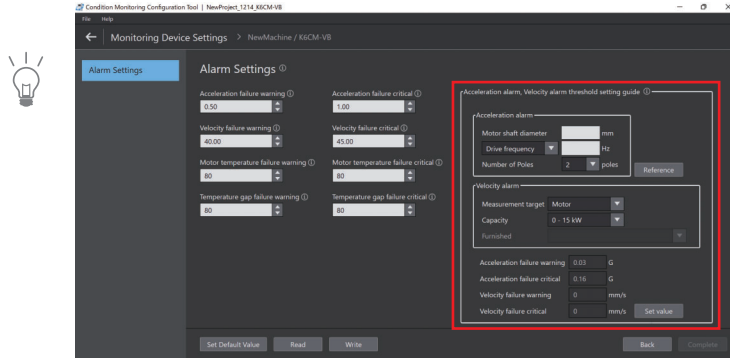 Condition Monitoring Configuration Tool | NewProject_1214_K6CM-VB
File Help
Monitoring Device Settings > NewMachine / K6CM-VB
Alarm Settings
Alarm Settings
Acceleration failure warning Acceleration failure critical
0.50 1.00
Velocity failure warning Velocity failure critical
40.00 45.00
Motor temperature failure warning Motor temperature failure critical
80 80
Temperature gap failure warning Temperature gap failure critical
80 80
Acceleration alarm, Velocity alarm threshold setting guide
Acceleration alarm
Motor shaft diameter mm
Drive frequency Hz
Number of Poles 2 poles
Reference
Velocity alarm
Measurement target Motor
Capacity 0 - 15 kW
Furnished
Acceleration failure warning 0.03 G
Acceleration failure critical 0.16 G
Velocity failure warning 0 mm/s
Velocity failure critical 0 mm/s Set value
Set Default Value Read Write Back Complete